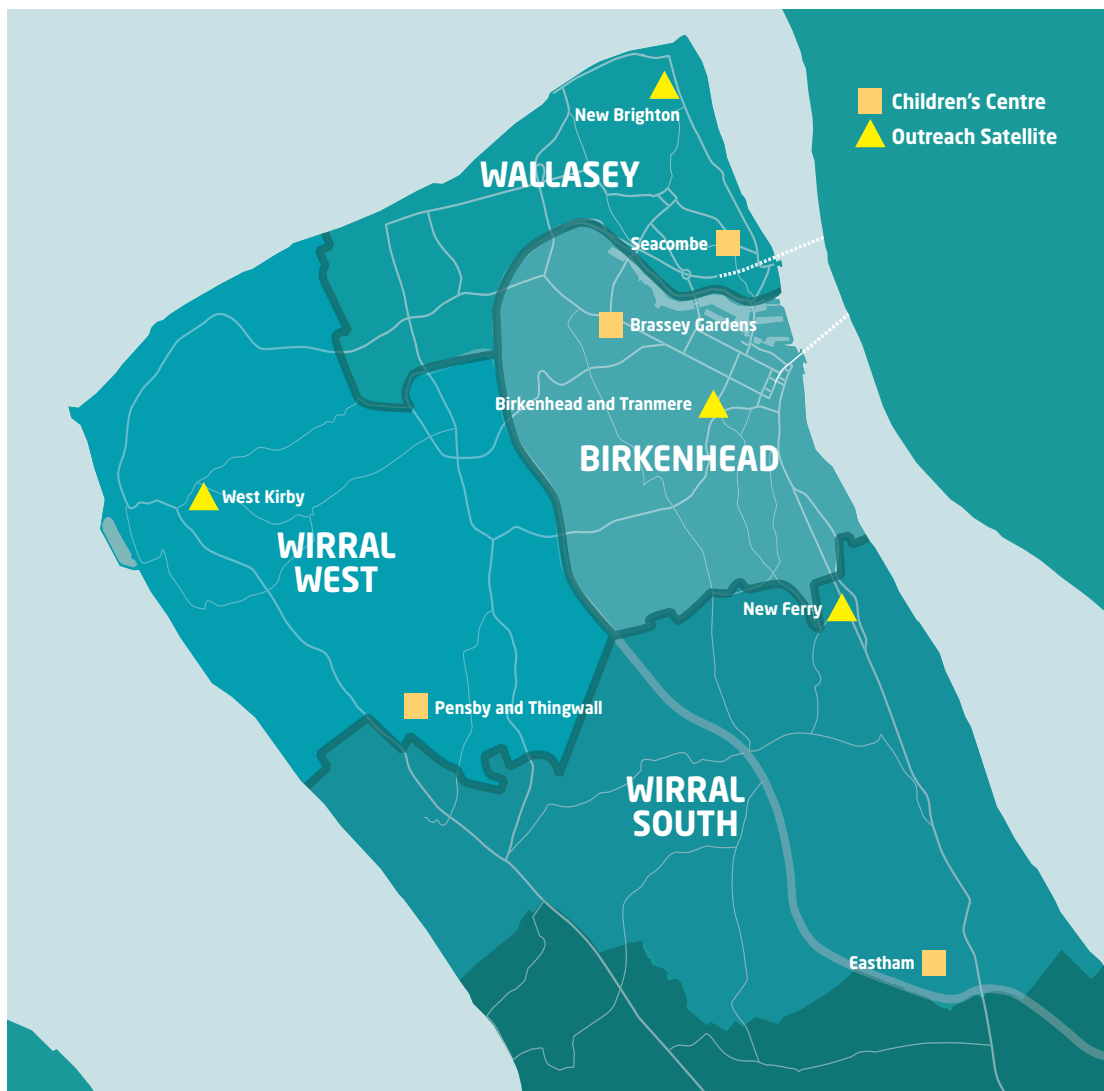 Children's Centre
Outreach Satellite
New Brighton
WALLASEY
Seacombe
Brassey Gardens
Birkenhead and Tranmere
BIRKENHEAD
West Kirby
WIRRAL
WEST
New Ferry
Pensby and Thingwall
WIRRAL
SOUTH
Eastham